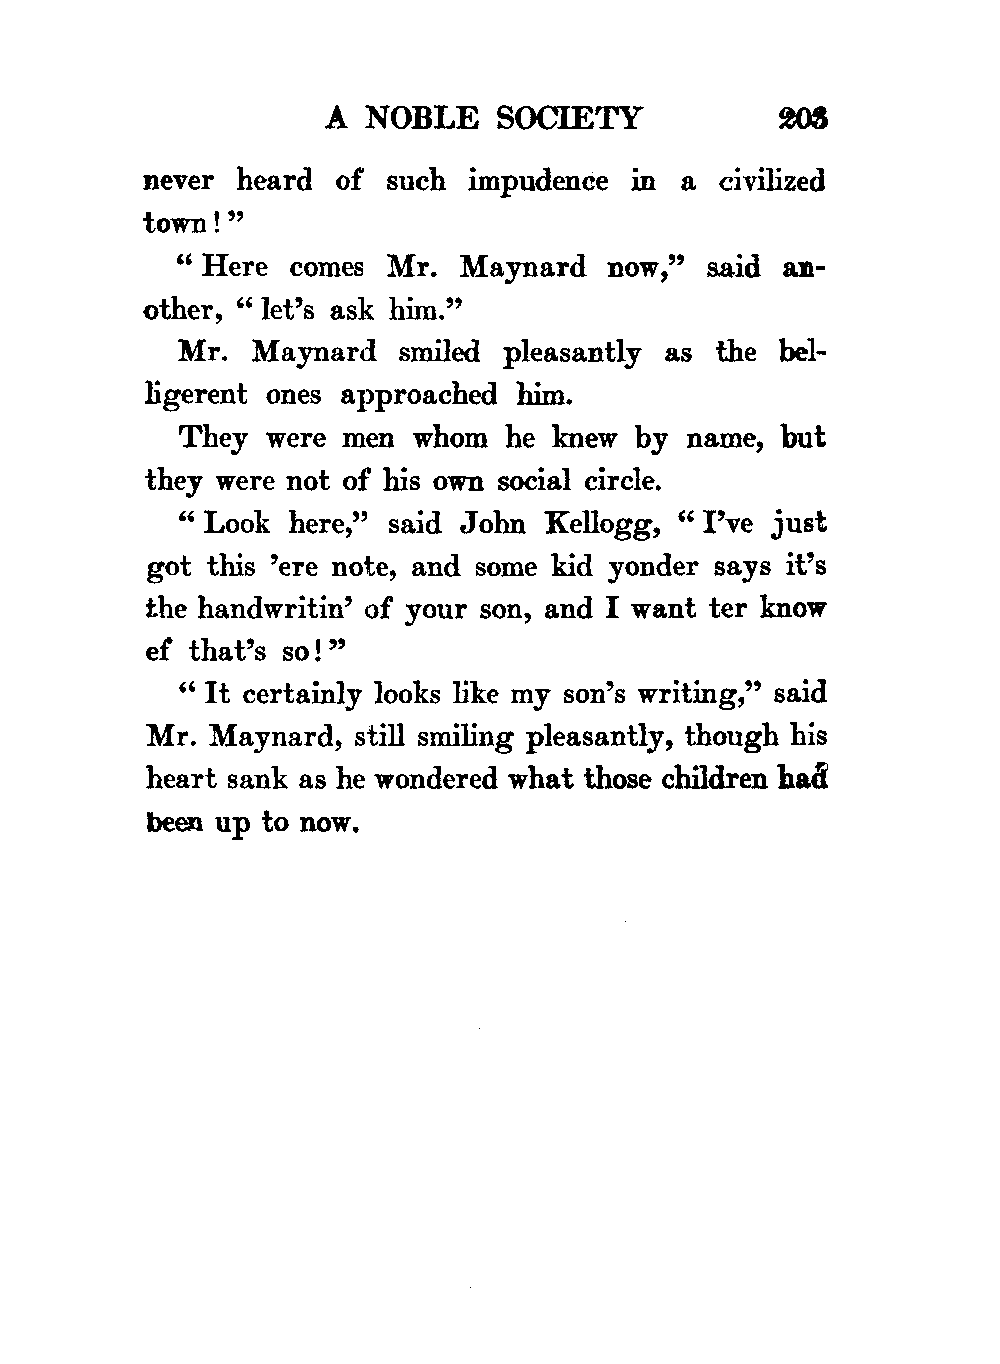 A NOBLE SOCIETY 203
never heard of such impudence in a civilized
town!”
“Here comes Mr. Maynard now,” said an-
other, “let’s ask him.”
Mr. Maynard smiled pleasantly as the bel-
ligerent ones approached him.
They were men whom he knew by name, but
they were not of his own social circle.
“Look here,” said John Kellogg, “I’ve just
got this ’ere note, and some kid yonder says it’s
the handwritin’ of your son, and I want ter know
ef that’s so!”
“It certainly looks like my son’s writing,” said
Mr. Maynard, still smiling pleasantly, though his
heart sank as he wondered what those children had
been up to now.